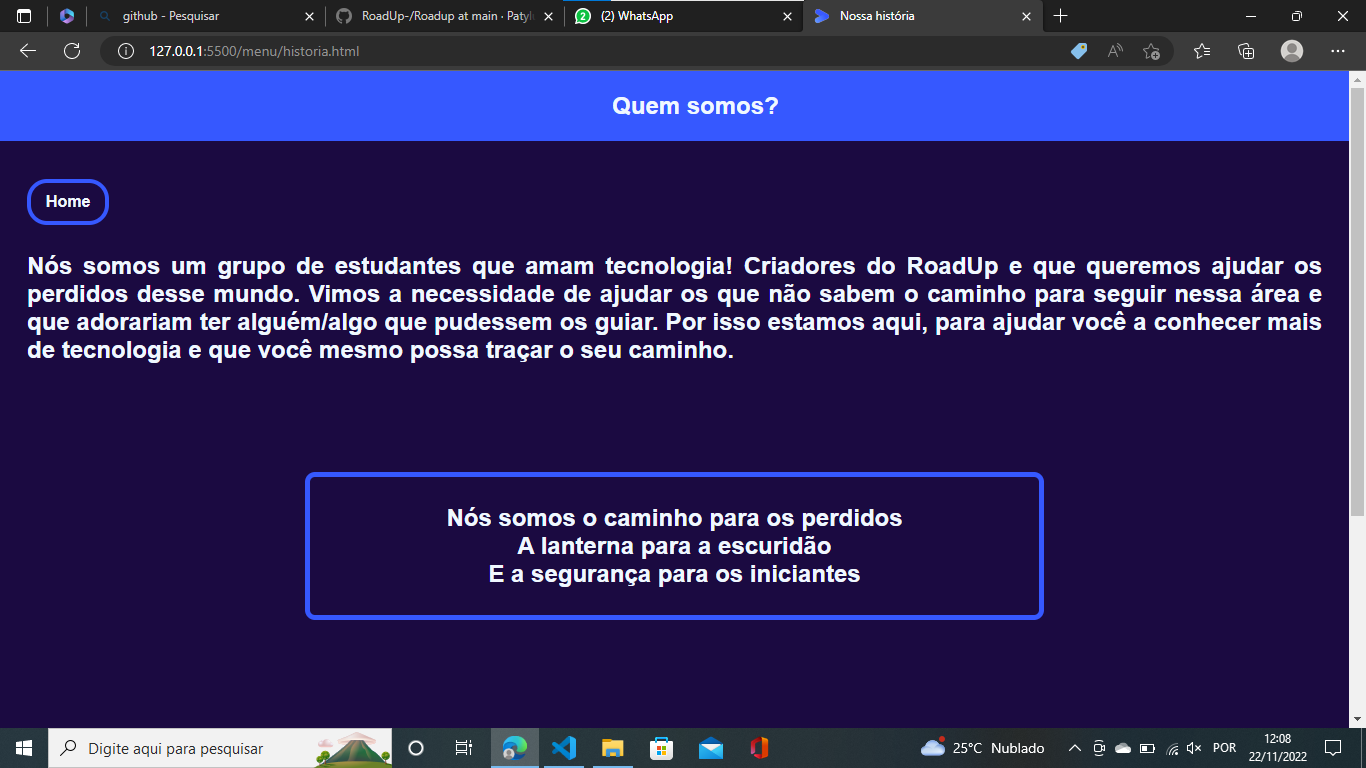 github - Pesquisar
RoadUp-/Roadup at main · Patyl
(2) WhatsApp
Nossa história
127.0.0.1:5500/menu/historia.html
Quem somos?
Home
Nós somos um grupo de estudantes que amam tecnologia! Criadores do RoadUp e que queremos ajudar os
perdidos desse mundo. Vimos a necessidade de ajudar os que não sabem o caminho para seguir nessa área e
que adorariam ter alguém/algo que pudessem os guiar. Por isso estamos aqui, para ajudar você a conhecer mais
de tecnologia e que você mesmo possa traçar o seu caminho.
Nós somos o caminho para os perdidos
A lanterna para a escuridão
E a segurança para os iniciantes
Digite aqui para pesquisar
25°C Nublado
POR
12:08
22/11/2022